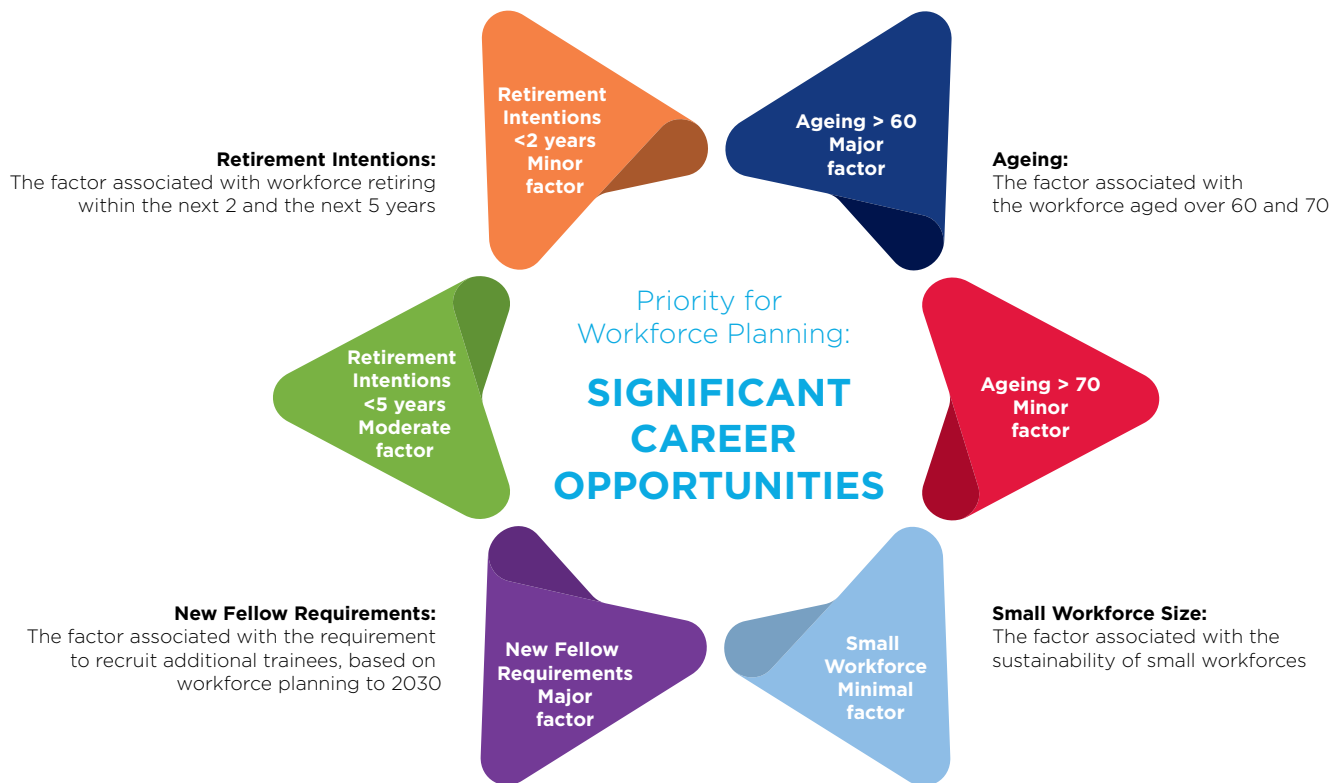 Retirement
Intentions
<2 years
Minor
factor
Ageing > 60
Major
factor
Retirement Intentions:
The factor associated with workforce retiring
within the next 2 and the next 5 years
Ageing:
The factor associated with
the workforce aged over 60 and 70
Priority for
Workforce Planning:
SIGNIFICANT
CAREER
OPPORTUNITIES
Retirement
Intentions
<5 years
Moderate
factor
Ageing > 70
Minor
factor
New Fellow Requirements:
The factor associated with the requirement
to recruit additional trainees, based on
workforce planning to 2030
New Fellow
Requirements
Major
factor
Small
Workforce
Minimal
factor
Small Workforce Size:
The factor associated with the
sustainability of small workforces